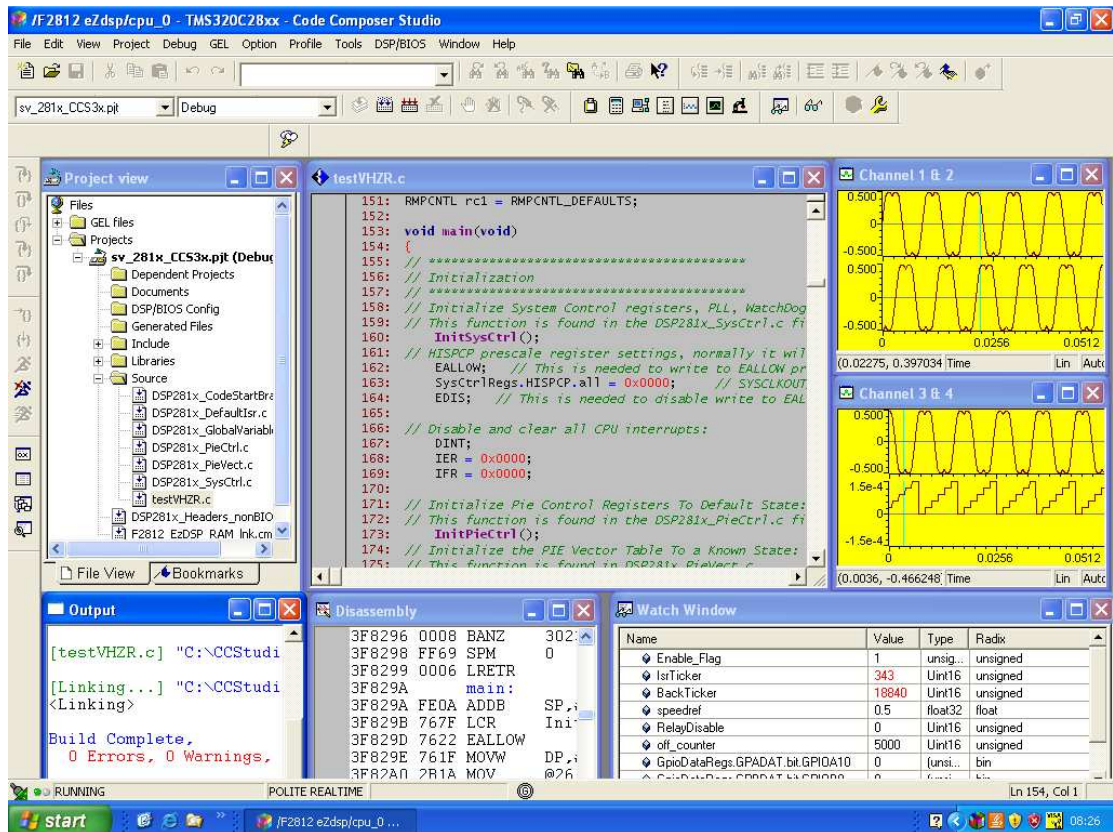 /F2812 eZdsp/cpu_0 - TMS320C28xx - Code Composer Studio
File Edit View Project Debug GEL Option Profile Tools DSP/BIOS Window Help
sv_281x_CCS3x.pjt Debug
Project view
Files
GEL files
Projects
sv_281x_CCS3x.pjt (Debug
Dependent Projects
Documents
DSP/BIOS Config
Generated Files
Include
Libraries
Source
DSP281x_CodeStartBra
DSP281x_DefaultIsr.c
DSP281x_GlobalVariabl
DSP281x_PieCtrl.c
DSP281x_PieVect.c
DSP281x_SysCtrl.c
testVHZR.c
DSP281x_Headers_nonBIO
F2812_EzDSP_RAM_lnk.cm
File View Bookmarks
testVHZR.c
151: RMPCNTL rc1 = RMPCNTL_DEFAULTS;
152:
153: void main(void)
154: {
155: // ******************************************
156: // Initialization
157: // ******************************************
158: // Initialize System Control registers, PLL, WatchDog
159: // This function is found in the DSP281x_SysCtrl.c fi
160: InitSysCtrl();
161: // HISPCP prescale register settings, normally it wil
162: EALLOW; // This is needed to write to EALLOW pr
163: SysCtrlRegs.HISPCP.all = 0x0000; // SYSCLKOUT
164: EDIS; // This is needed to disable write to EAL
165:
166: // Disable and clear all CPU interrupts:
167: DINT;
168: IER = 0x0000;
169: IFR = 0x0000;
170:
171: // Initialize Pie Control Registers To Default State:
172: // This function is found in the DSP281x_PieCtrl.c fi
173: InitPieCtrl();
174: // Initialize the PIE Vector Table To a Known State:
175: // This function is found in DSP281x_PieVect.c
Channel 1 & 2
0.500
0
-0.500
0.500
0
-0.500
0 0.0256 0.0512
(0.02275, 0.397034 Time Lin Auto
Channel 3 & 4
0.500
0
-0.500
1.5e-4
0
-1.5e-4
0 0.0256 0.0512
(0.0036, -0.466248 Time Lin Auto
Output
[testVHZR.c] "C:\CCStudi
[Linking...] "C:\CCStudi
<Linking>
Build Complete,
0 Errors, 0 Warnings,
Disassembly
3F8296 0008 BANZ 302
3F8298 FF69 SPM 0
3F8299 0006 LRETR
3F829A main:
3F829A FE0A ADDB SP,
3F829B 767F LCR Ini
3F829D 7622 EALLOW
3F829E 761F MOVW DP,
3F82A0 2B1A MOV @26
Watch Window
Name Value Type Radix
Enable_Flag 1 unsig... unsigned
IsrTicker 343 Uint16 unsigned
BackTicker 18840 Uint16 unsigned
speedref 0.5 float32 float
RelayDisable 0 Uint16 unsigned
off_counter 5000 Uint16 unsigned
GpioDataRegs.GPADAT.bit.GPIOA10 0 (unsi... bin
RUNNING POLITE REALTIME Ln 154, Col 1
start /F2812 eZdsp/cpu_0 ... 08:26